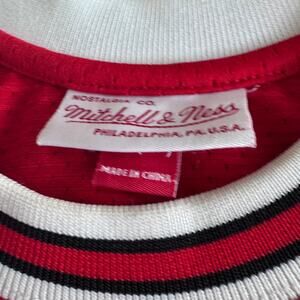 NOSTALGIA CO.
Mitchell & Ness
PHILADELPHIA, PA. U.S.A.
MADE IN CHINA